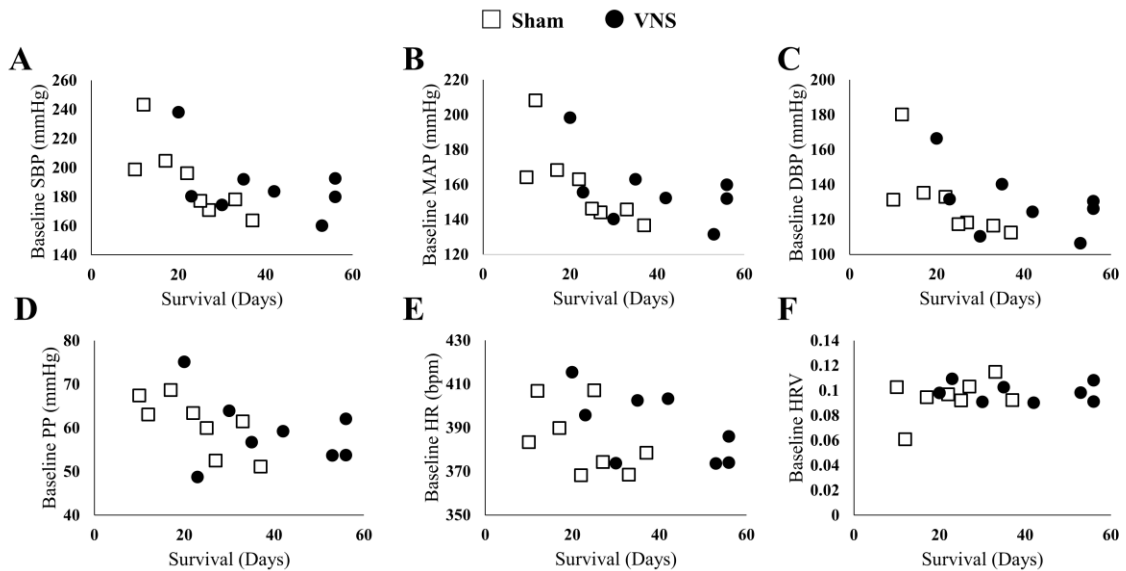 Sham VNS
A B C
Baseline SBP (mmHg)
260
240
220
200
180
160
140
0 20 40 60
Survival (Days)
Baseline MAP (mmHg)
220
200
180
160
140
120
0 20 40 60
Survival (Days)
Baseline DBP (mmHg)
200
180
160
140
120
100
0 20 40 60
Survival (Days)
D E F
Baseline PP (mmHg)
80
70
60
50
40
0 20 40 60
Survival (Days)
Baseline HR (bpm)
430
410
390
370
350
0 20 40 60
Survival (Days)
Baseline HRV
0.14
0.12
0.1
0.08
0.06
0.04
0.02
0
0 20 40 60
Survival (Days)